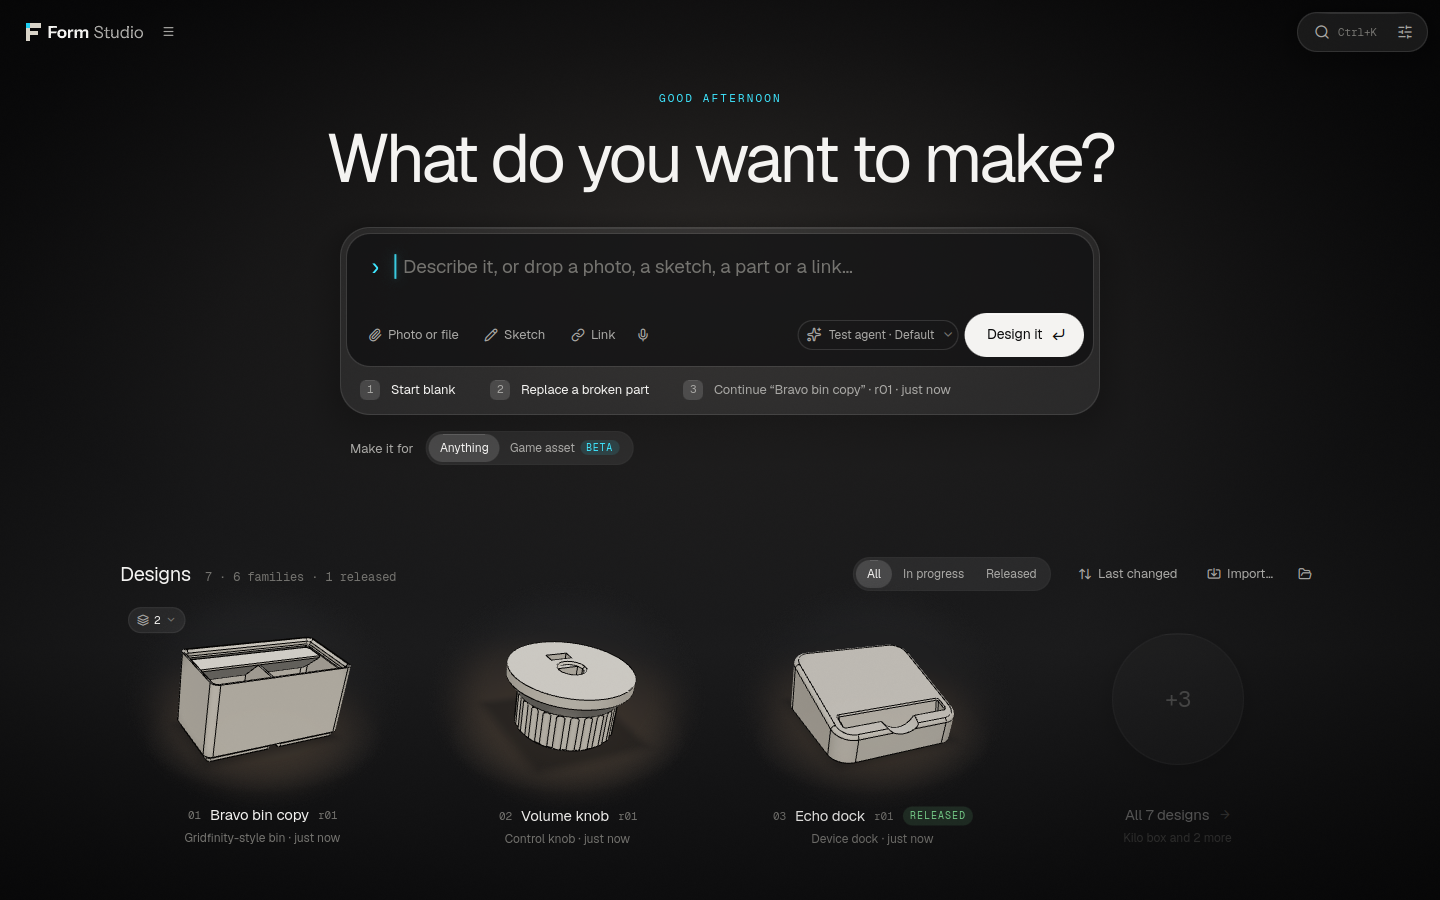 Form Studio
Ctrl+K
GOOD AFTERNOON
What do you want to make?
Describe it, or drop a photo, a sketch, a part or a link...
Photo or file
Sketch
Link
Test agent · Default
Design it
1 Start blank
2 Replace a broken part
3 Continue “Bravo bin copy” · r01 · just now
Make it for
Anything
Game asset BETA
Designs
7 · 6 families · 1 released
All
In progress
Released
Last changed
Import...
2
+3
01 Bravo bin copy r01
Gridfinity-style bin · just now
02 Volume knob r01
Control knob · just now
03 Echo dock r01 RELEASED
Device dock · just now
All 7 designs →
Kilo box and 2 more